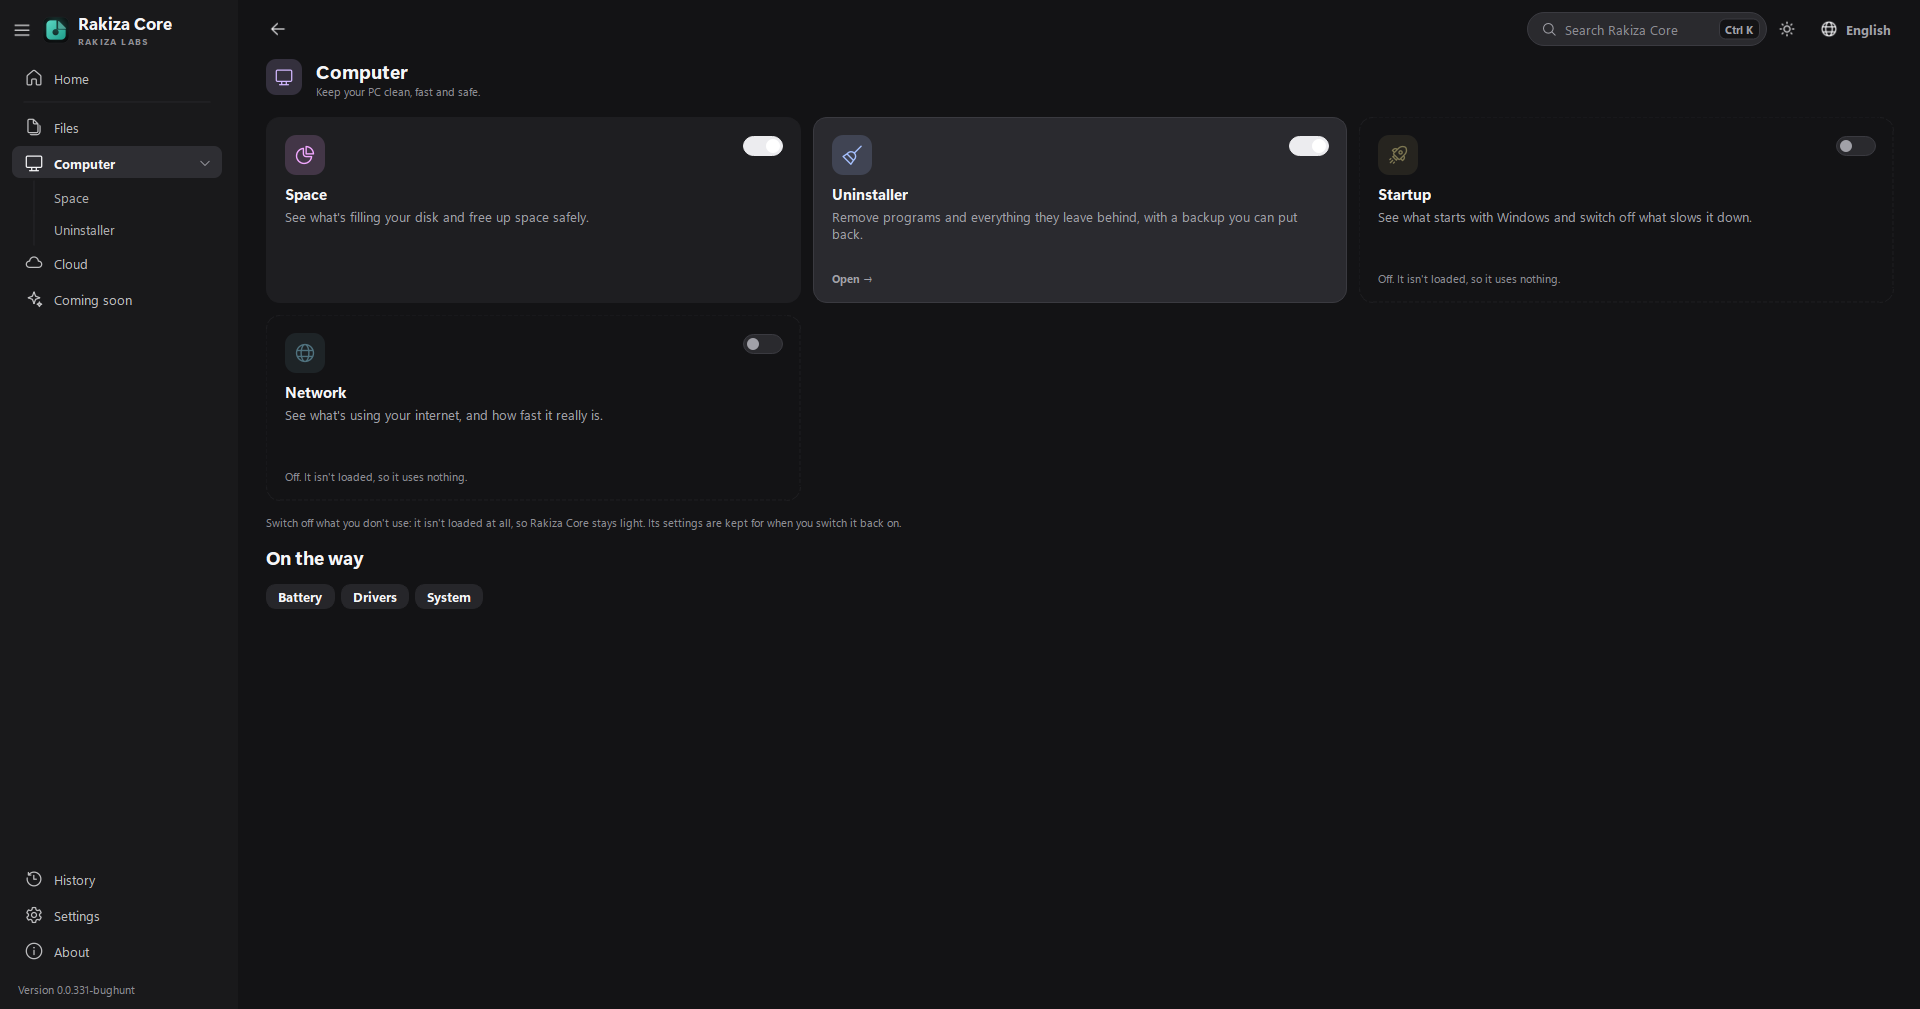 Rakiza Core
RAKIZA LABS
Search Rakiza Core
Ctrl K
English
Home
Files
Computer
Space
Uninstaller
Cloud
Coming soon
Computer
Keep your PC clean, fast and safe.
Space
See what's filling your disk and free up space safely.
Uninstaller
Remove programs and everything they leave behind, with a backup you can put
back.
Open →
Startup
See what starts with Windows and switch off what slows it down.
Off. It isn't loaded, so it uses nothing.
Network
See what's using your internet, and how fast it really is.
Off. It isn't loaded, so it uses nothing.
Switch off what you don't use: it isn't loaded at all, so Rakiza Core stays light. Its settings are kept for when you switch it back on.
On the way
Battery
Drivers
System
History
Settings
About
Version 0.0.331-bughunt